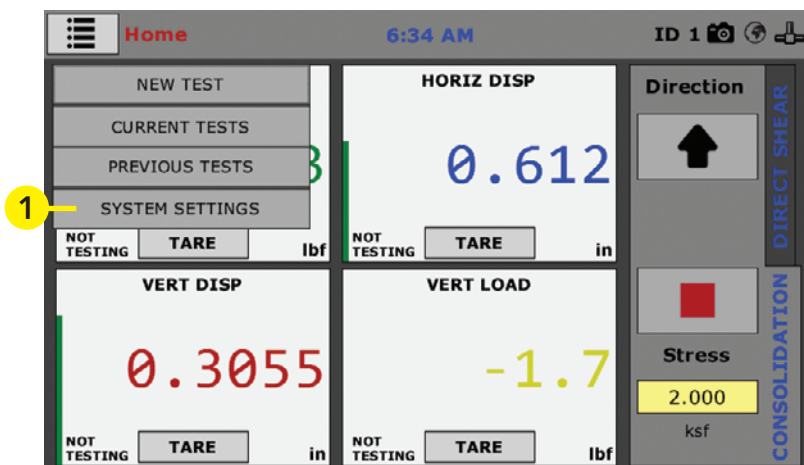 Home
6:34 AM
ID 1
NEW TEST
CURRENT TESTS
PREVIOUS TESTS
1
SYSTEM SETTINGS
NOT TESTING
TARE
lbf
HORIZ DISP
0.612
NOT TESTING
TARE
in
VERT DISP
0.3055
NOT TESTING
TARE
in
VERT LOAD
-1.7
NOT TESTING
TARE
lbf
Direction
Stress
2.000
ksf
DIRECT SHEAR
CONSOLIDATION